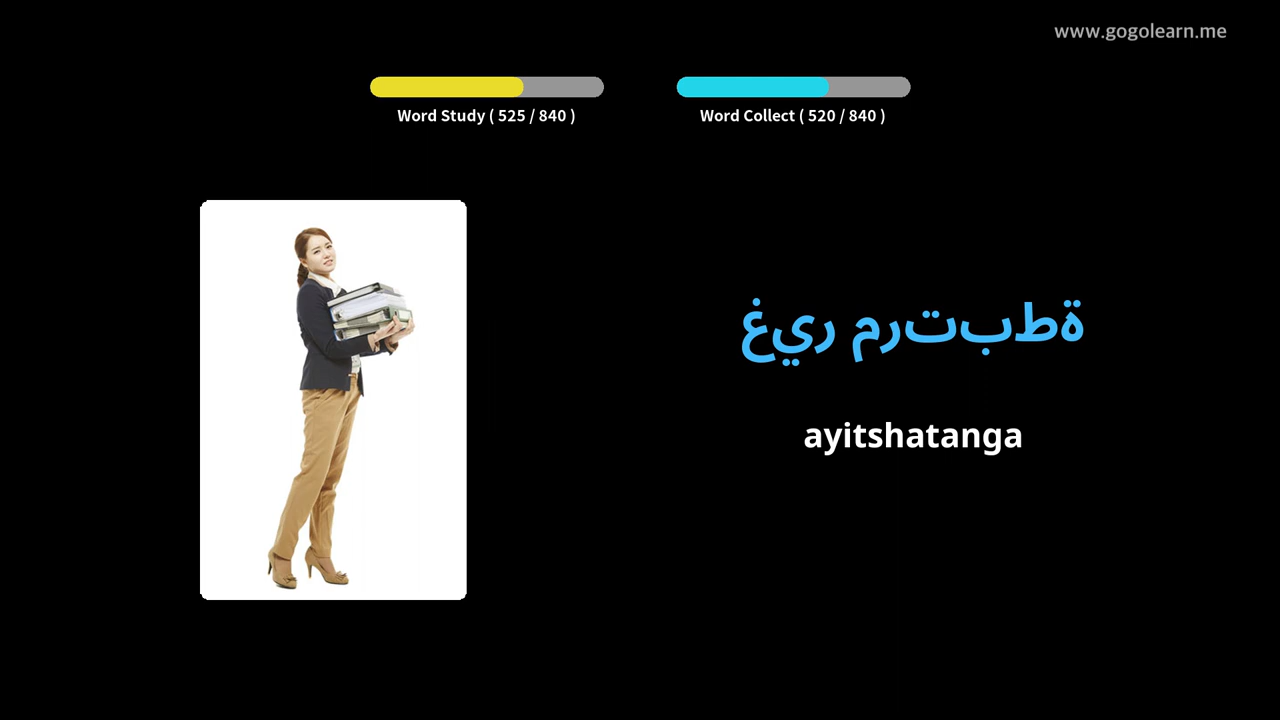 www.gogolearn.me
Word Study ( 525 / 840 )
Word Collect ( 520 / 840 )
غير مرتبطة
ayitshatanga